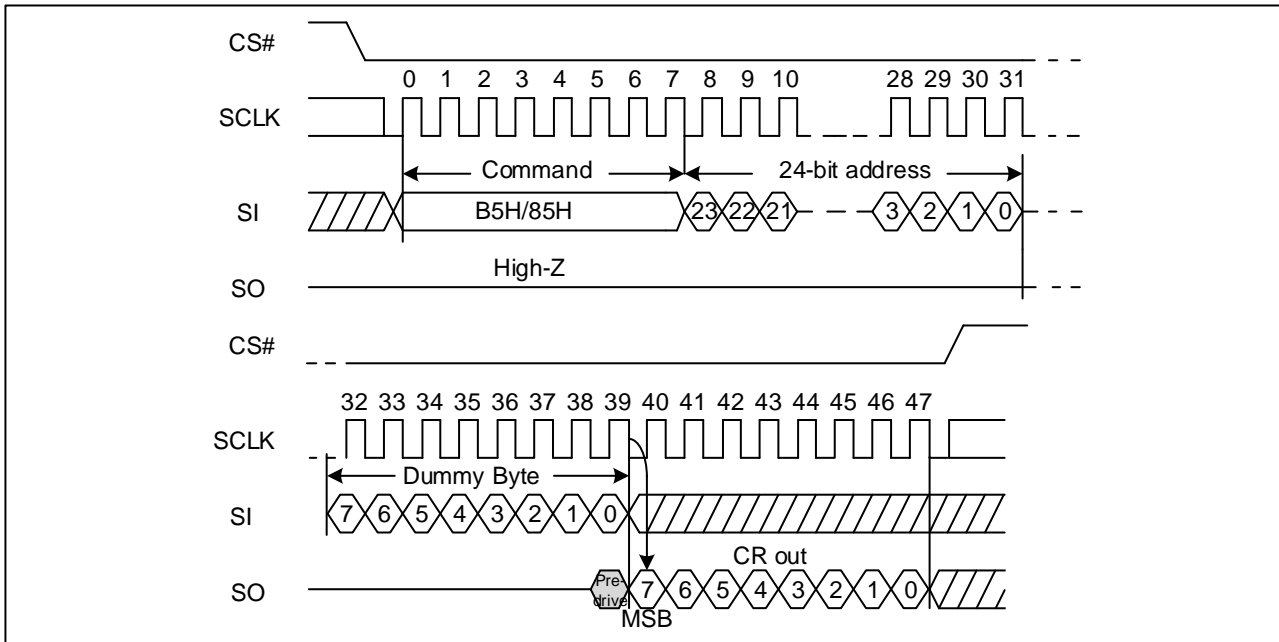 CS#
0 1 2 3 4 5 6 7 8 9 10 28 29 30 31
SCLK
Command 24-bit address
SI B5H/85H 23 22 21 3 2 1 0
High-Z
SO
CS#
32 33 34 35 36 37 38 39 40 41 42 43 44 45 46 47
SCLK
Dummy Byte
SI 7 6 5 4 3 2 1 0
CR out
SO Pre-drive 7 6 5 4 3 2 1 0
MSB